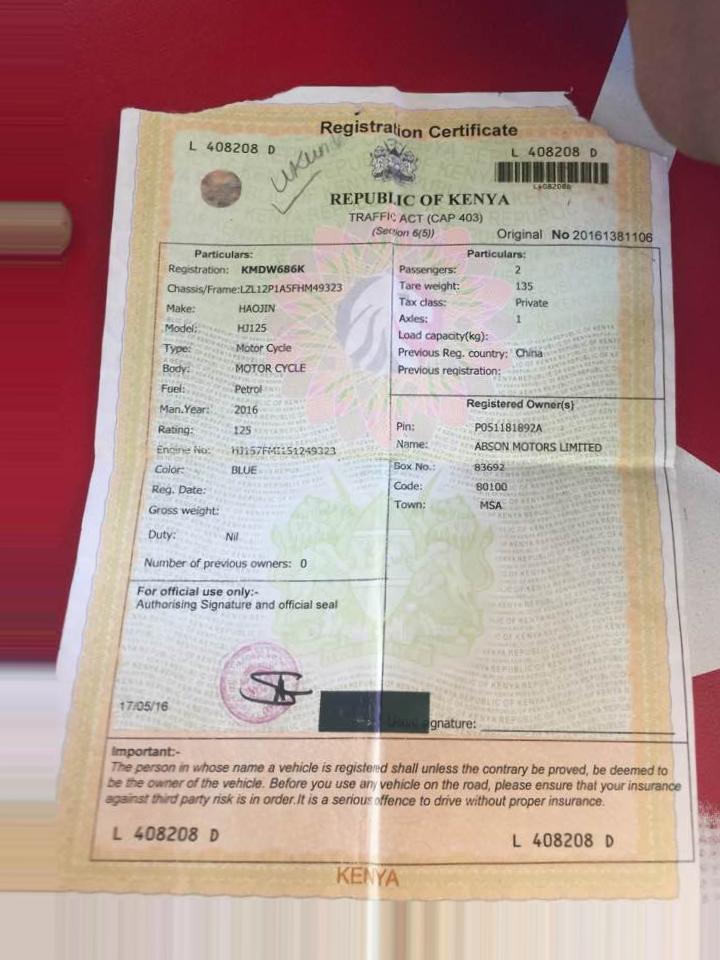 Registration Certificate
L 408208 D
L 408208 D
REPUBLIC OF KENYA
TRAFFIC ACT (CAP 403)
(Section 6(5))
Original No 20161381106
Particulars:
Registration: KMDW686K
Chassis/Frame:LZL12P1A5FHM49323
Make: HAOJIN
Model: HJ125
Type: Motor Cycle
Body: MOTOR CYCLE
Fuel: Petrol
Man.Year: 2016
Rating: 125
Engine No: HJ157FMI151249323
Color: BLUE
Reg. Date:
Gross weight:
Duty: Nil
Number of previous owners: 0
Particulars:
Passengers: 2
Tare weight: 135
Tax class: Private
Axles: 1
Load capacity(kg):
Previous Reg. country: China
Previous registration:
Registered Owner(s)
Pin: P051181892A
Name: ABSON MOTORS LIMITED
Box No.: 83692
Code: 80100
Town: MSA
For official use only:-
Authorising Signature and official seal
17/05/16
signature:
Important:-
The person in whose name a vehicle is registered shall unless the contrary be proved, be deemed to
be the owner of the vehicle. Before you use any vehicle on the road, please ensure that your insurance
against third party risk is in order.It is a serious offence to drive without proper insurance.
L 408208 D
L 408208 D
KENYA